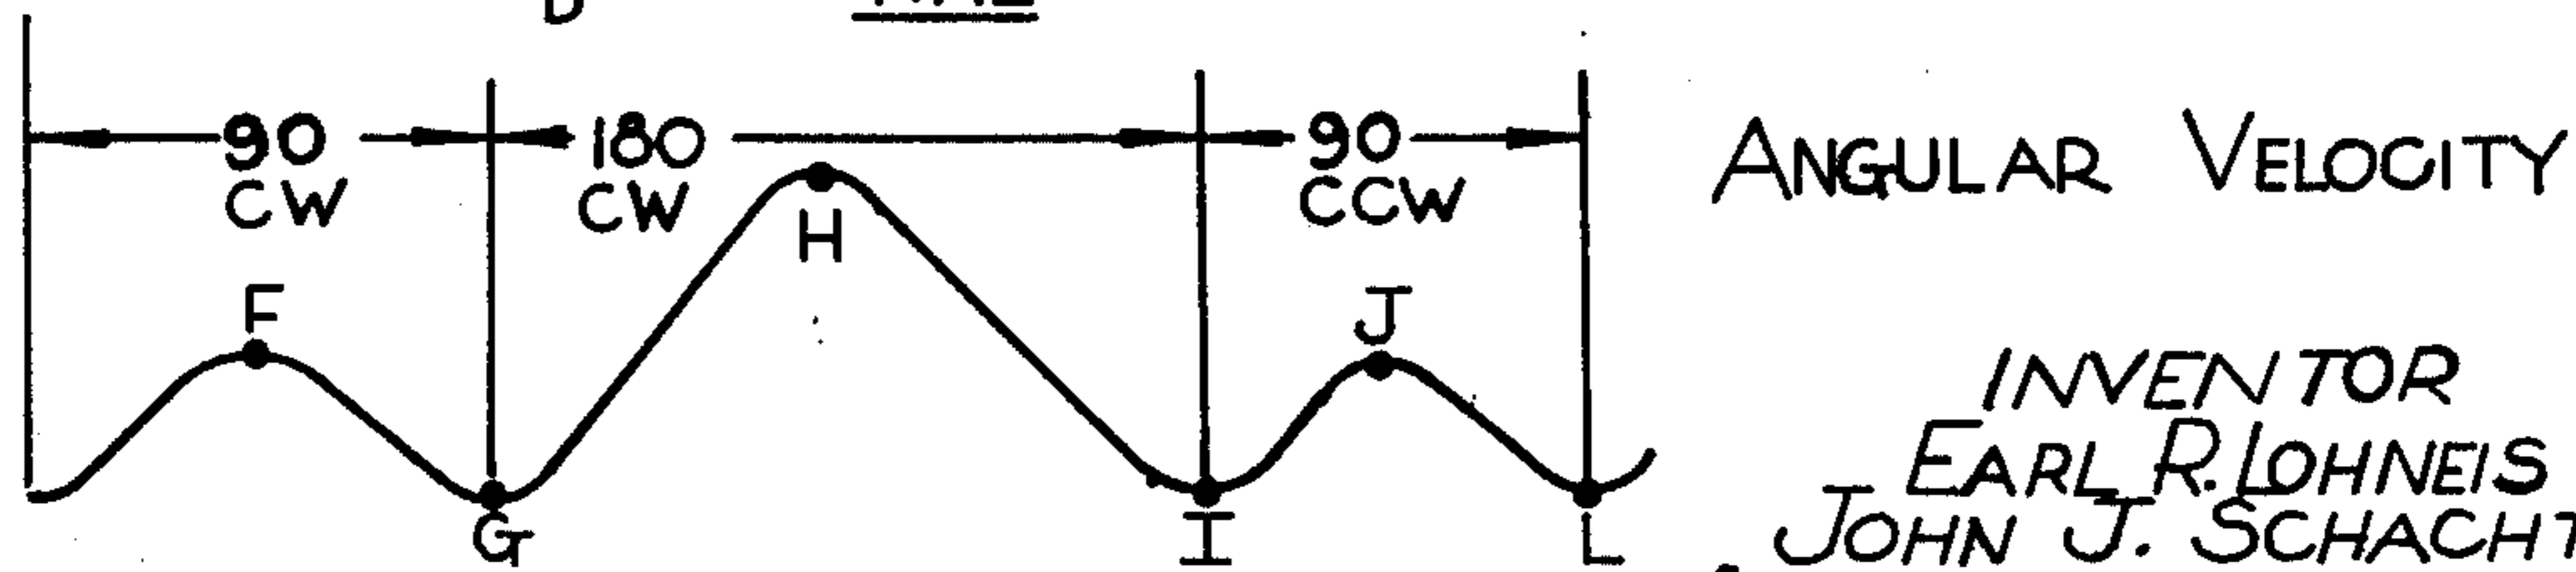 90 180 90 ANGULAR VELOCITY
CW CW CCW
H
F J
INVENTOR
EARL R. LOHNEIS
G I L JOHN J. SCHACHT